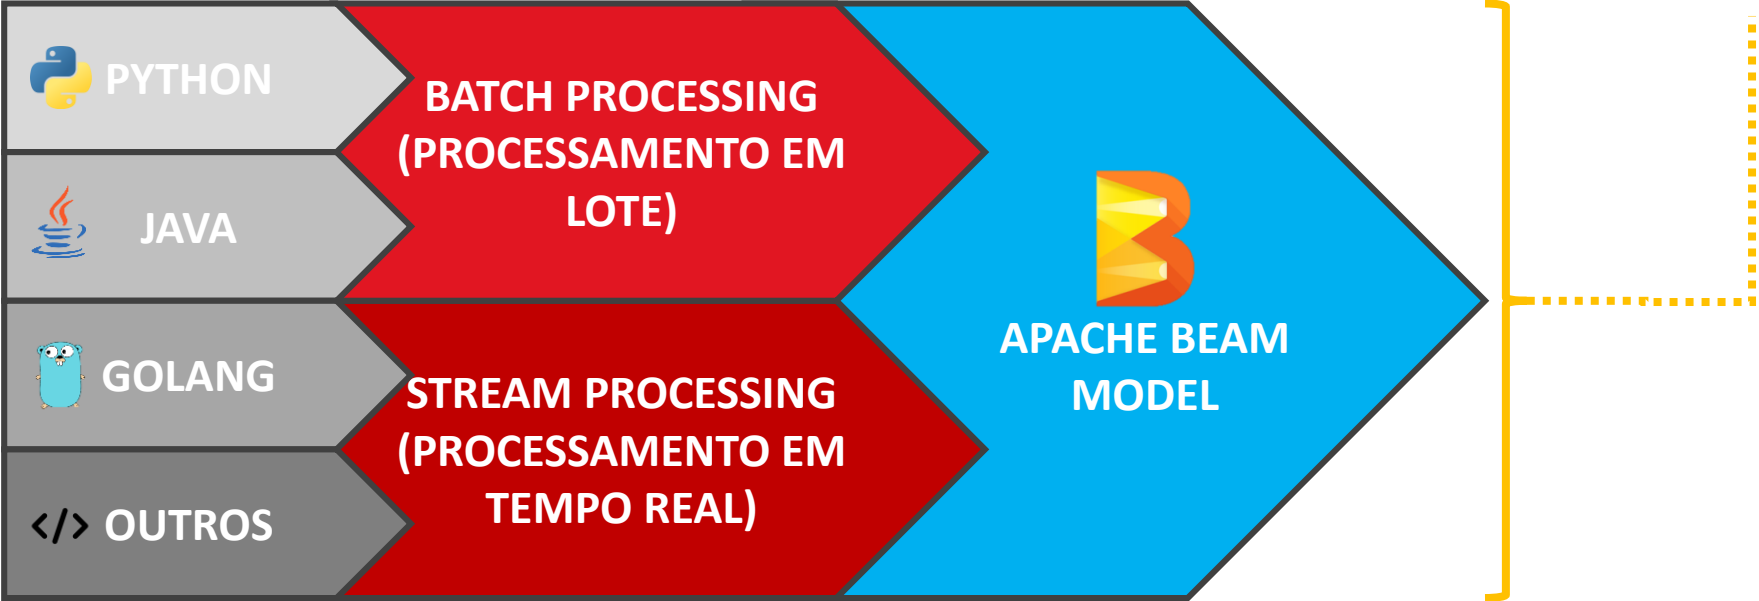 PYTHON
JAVA
GOLANG
</> OUTROS
BATCH PROCESSING
(PROCESSAMENTO EM
LOTE)
STREAM PROCESSING
(PROCESSAMENTO EM
TEMPO REAL)
APACHE BEAM
MODEL